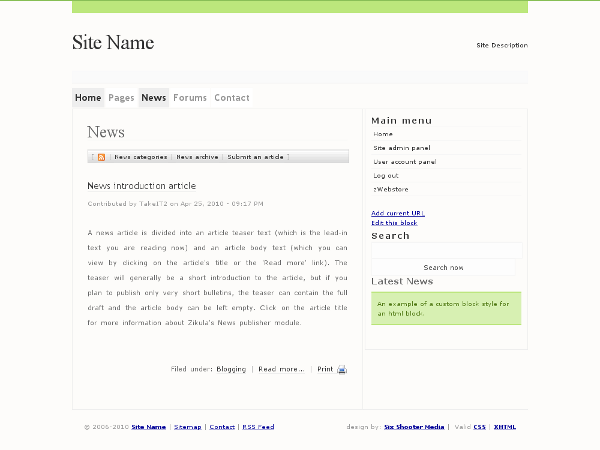 Site Name
Site Description
Home Pages News Forums Contact
News
[ | News categories | News archive | Submit an article ]
News introduction article
Contributed by TakeIT2 on Apr 25, 2010 - 09:17 PM
A news article is divided into an article teaser text (which is the lead-in
text you are reading now) and an article body text (which you can
view by clicking on the article's title or the 'Read more' link). The
teaser will generally be a short introduction to the article, but if you
plan to publish only very short bulletins, the teaser can contain the full
draft and the article body can be left empty. Click on the article title
for more information about Zikula's News publisher module.
Filed under: Blogging | Read more... | Print
Main menu
Home
Site admin panel
User account panel
Log out
zWebstore
Add current URL
Edit this block
Search
Search now
Latest News
An example of a custom block style for
an html block.
© 2006-2010 Site Name | Sitemap | Contact | RSS Feed
design by: Six Shooter Media | Valid CSS | XHTML